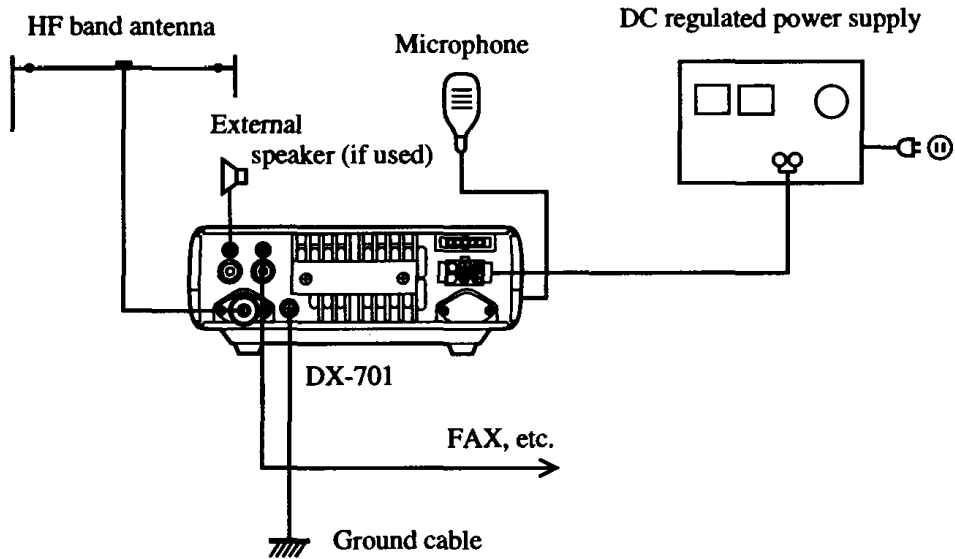 DC regulated power supply
HF band antenna
Microphone
External
speaker (if used)
DX-701
FAX, etc.
Ground cable